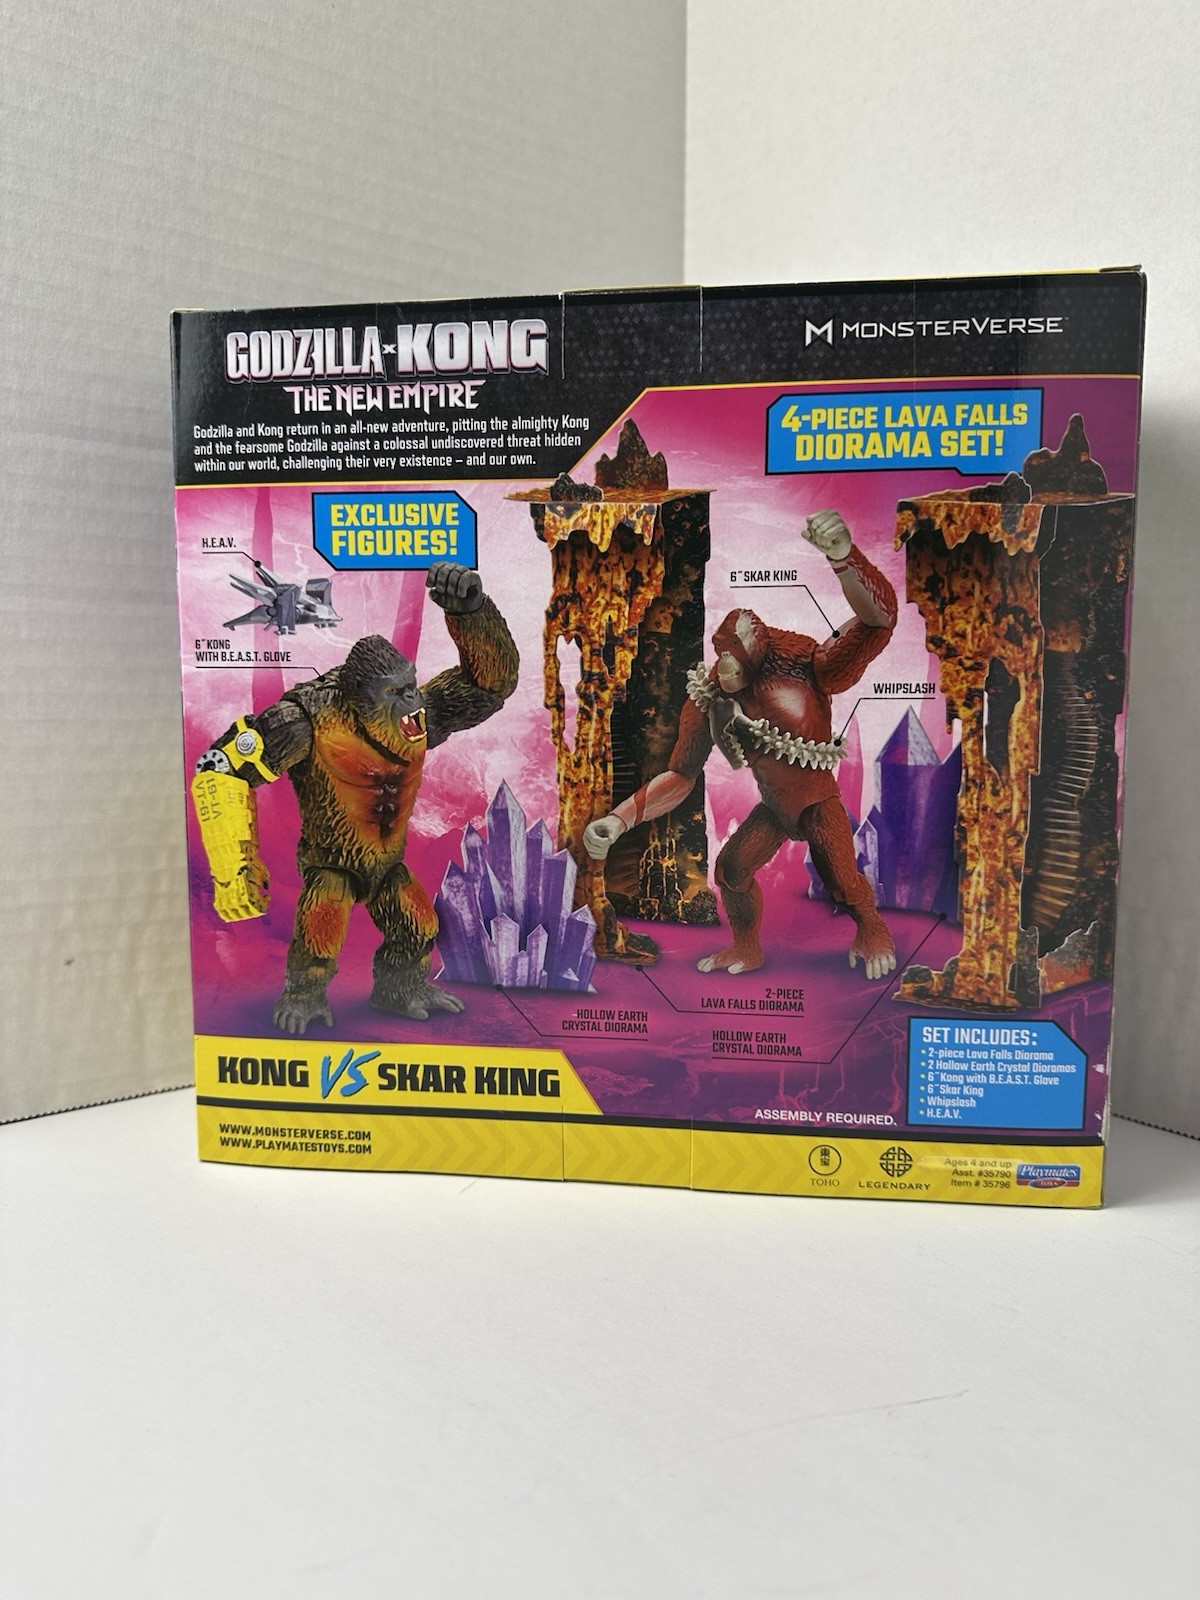 GODZILLA x KONG
THE NEW EMPIRE
MONSTERVERSE™
Godzilla and Kong return in an all-new adventure, pitting the almighty Kong
and the fearsome Godzilla against a colossal undiscovered threat hidden
within our world, challenging their very existence – and our own.
4-PIECE LAVA FALLS
DIORAMA SET!
EXCLUSIVE
FIGURES!
H.E.A.V.
6" KONG
WITH B.E.A.S.T. GLOVE
6" SKAR KING
WHIPSLASH
2-PIECE
LAVA FALLS DIORAMA
HOLLOW EARTH
CRYSTAL DIORAMA
HOLLOW EARTH
CRYSTAL DIORAMA
SET INCLUDES:
• 2-piece Lava Falls Diorama
• 2 Hollow Earth Crystal Dioramas
• 6" Kong with B.E.A.S.T. Glove
• 6" Skar King
• Whipslash
• H.E.A.V.
KONG VS SKAR KING
ASSEMBLY REQUIRED.
WWW.MONSTERVERSE.COM
WWW.PLAYMATESTOYS.COM
東宝
TOHO
LEGENDARY
Ages 4 and up
Asst. #35790
Item # 35796
Playmates
TOYS